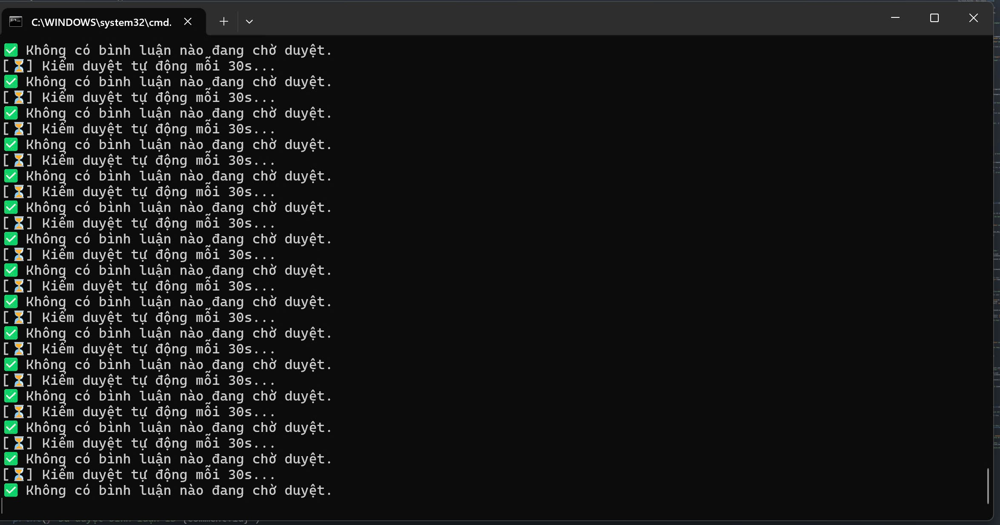 C:\WINDOWS\system32\cmd.
✅ Không có bình luận nào đang chờ duyệt.
[⏳] Kiểm duyệt tự động mỗi 30s...
✅ Không có bình luận nào đang chờ duyệt.
[⏳] Kiểm duyệt tự động mỗi 30s...
✅ Không có bình luận nào đang chờ duyệt.
[⏳] Kiểm duyệt tự động mỗi 30s...
✅ Không có bình luận nào đang chờ duyệt.
[⏳] Kiểm duyệt tự động mỗi 30s...
✅ Không có bình luận nào đang chờ duyệt.
[⏳] Kiểm duyệt tự động mỗi 30s...
✅ Không có bình luận nào đang chờ duyệt.
[⏳] Kiểm duyệt tự động mỗi 30s...
✅ Không có bình luận nào đang chờ duyệt.
[⏳] Kiểm duyệt tự động mỗi 30s...
✅ Không có bình luận nào đang chờ duyệt.
[⏳] Kiểm duyệt tự động mỗi 30s...
✅ Không có bình luận nào đang chờ duyệt.
[⏳] Kiểm duyệt tự động mỗi 30s...
✅ Không có bình luận nào đang chờ duyệt.
[⏳] Kiểm duyệt tự động mỗi 30s...
✅ Không có bình luận nào đang chờ duyệt.
[⏳] Kiểm duyệt tự động mỗi 30s...
✅ Không có bình luận nào đang chờ duyệt.
[⏳] Kiểm duyệt tự động mỗi 30s...
✅ Không có bình luận nào đang chờ duyệt.
[⏳] Kiểm duyệt tự động mỗi 30s...
✅ Không có bình luận nào đang chờ duyệt.
[⏳] Kiểm duyệt tự động mỗi 30s...
✅ Không có bình luận nào đang chờ duyệt.